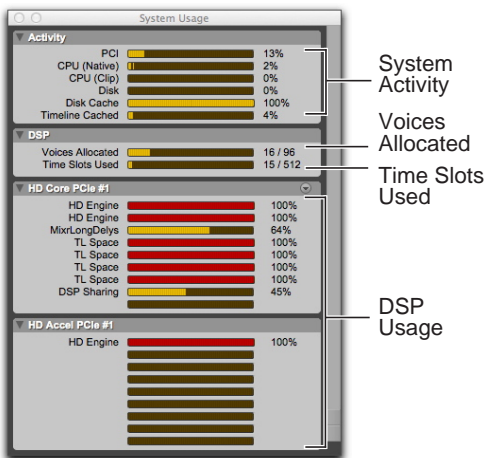 System Usage
Activity
PCI 13%
CPU (Native) 2%
CPU (Clip) 0%
Disk 0%
Disk Cache 100%
Timeline Cached 4%
System
Activity
DSP
Voices Allocated 16 / 96
Time Slots Used 15 / 512
Voices
Allocated
Time Slots
Used
HD Core PCIe #1
HD Engine 100%
HD Engine 100%
MixrLongDelys 64%
TL Space 100%
TL Space 100%
TL Space 100%
TL Space 100%
DSP Sharing 45%
DSP
Usage
HD Accel PCIe #1
HD Engine 100%